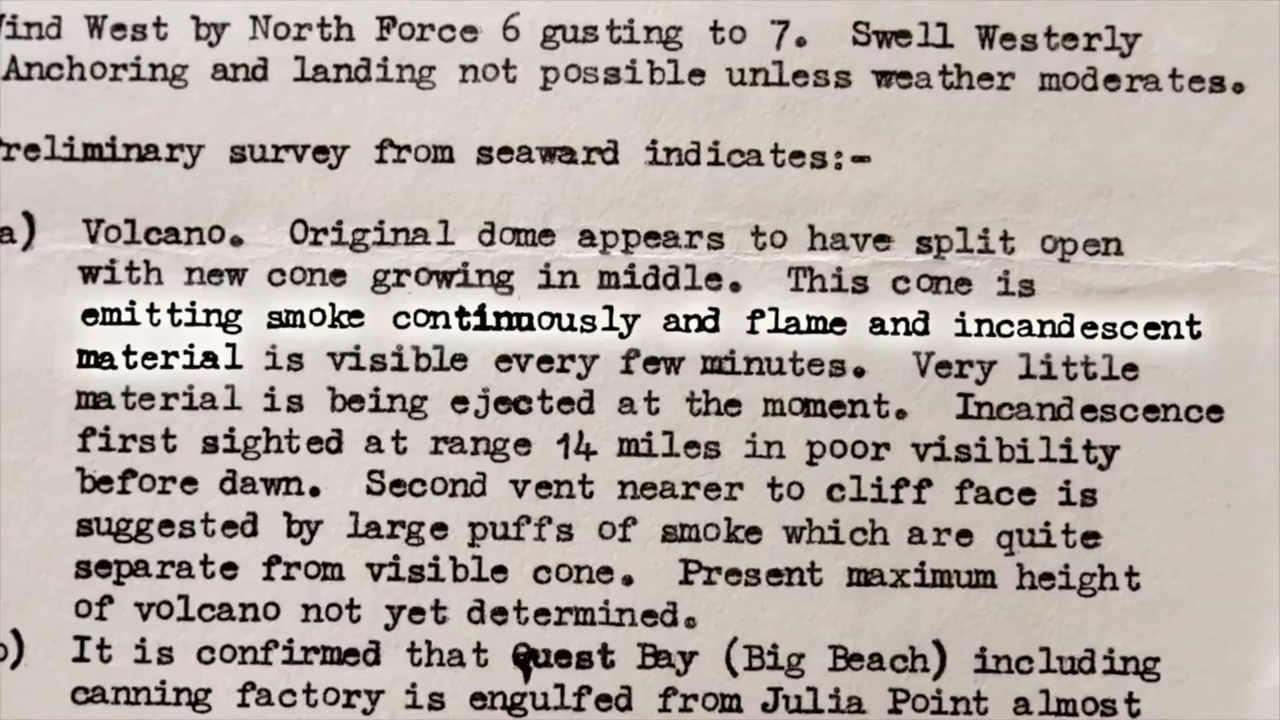 Wind West by North Force 6 gusting to 7. Swell Westerly
Anchoring and landing not possible unless weather moderates.
reliminary survey from seaward indicates:-
a) Volcano. Original dome appears to have split open
with new cone growing in middle. This cone is
emitting smoke continuously and flame and incandescent
material is visible every few minutes. Very little
material is being ejected at the moment. Incandescence
first sighted at range 14 miles in poor visibility
before dawn. Second vent nearer to cliff face is
suggested by large puffs of smoke which are quite
separate from visible cone. Present maximum height
of volcano not yet determined.
b) It is confirmed that Quest Bay (Big Beach) including
canning factory is engulfed from Julia Point almost